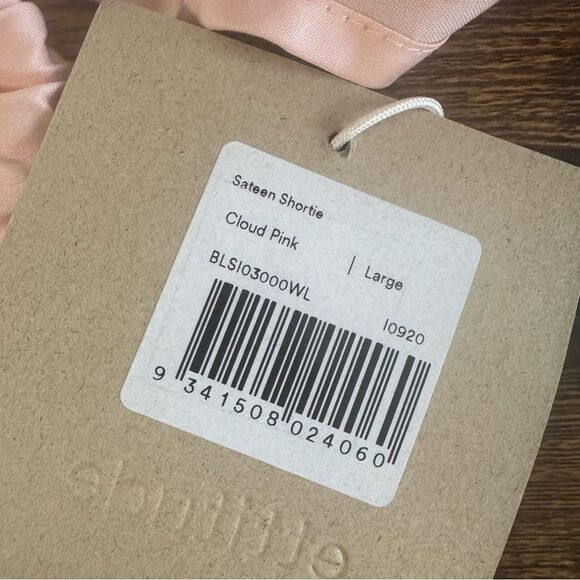 Sateen Shortie
Cloud Pink | Large
BLSI03000WL I0920
9 341508 024060